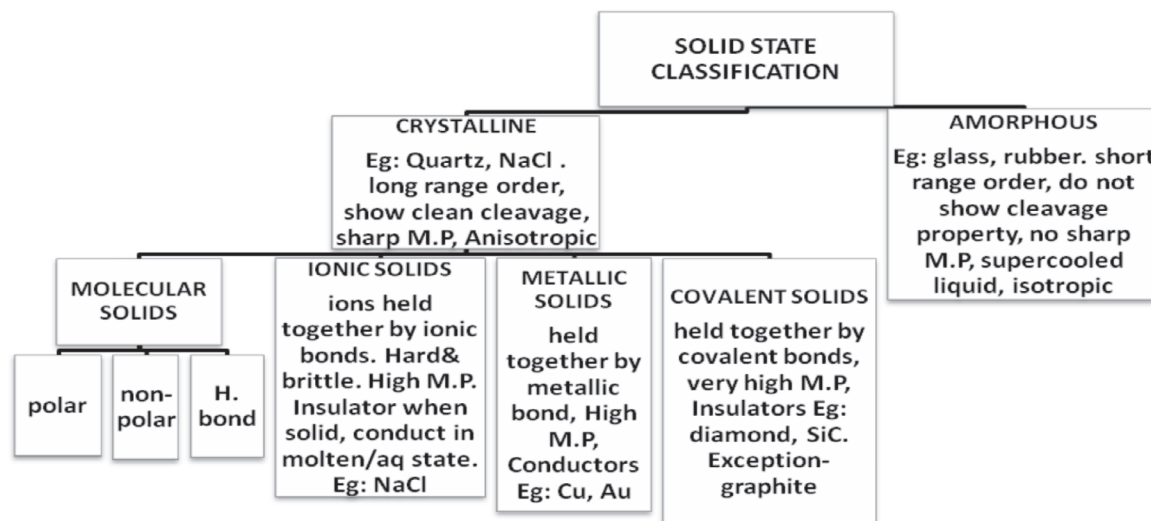 SOLID STATE
CLASSIFICATION
CRYSTALLINE
Eg: Quartz, NaCl .
long range order,
show clean cleavage,
sharp M.P, Anisotropic
AMORPHOUS
Eg: glass, rubber. short
range order, do not
show cleavage
property, no sharp
M.P, supercooled
liquid, isotropic
MOLECULAR
SOLIDS
polar
non-
polar
H.
bond
IONIC SOLIDS
ions held
together by ionic
bonds. Hard&
brittle. High M.P.
Insulator when
solid, conduct in
molten/aq state.
Eg: NaCl
METALLIC
SOLIDS
held
together by
metallic
bond, High
M.P,
Conductors
Eg: Cu, Au
COVALENT SOLIDS
held together by
covalent bonds,
very high M.P,
Insulators Eg:
diamond, SiC.
Exception-
graphite